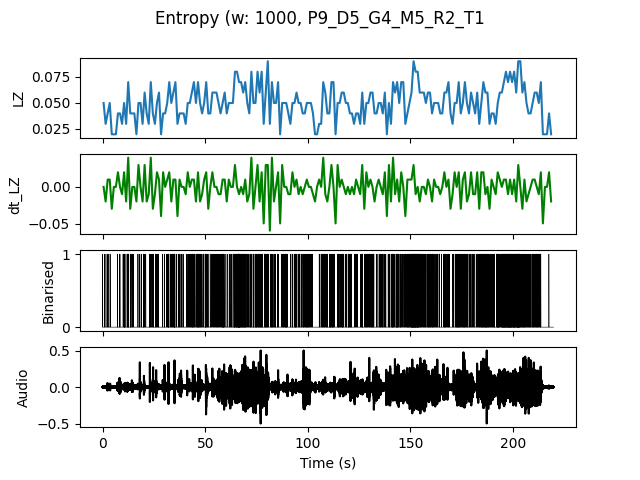 Entropy (w: 1000, P9_D5_G4_M5_R2_T1
LZ
0.075
0.050
0.025
dt_LZ
0.00
−0.05
Binarised
1
0
Audio
0.5
0.0
−0.5
0 50 100 150 200
Time (s)